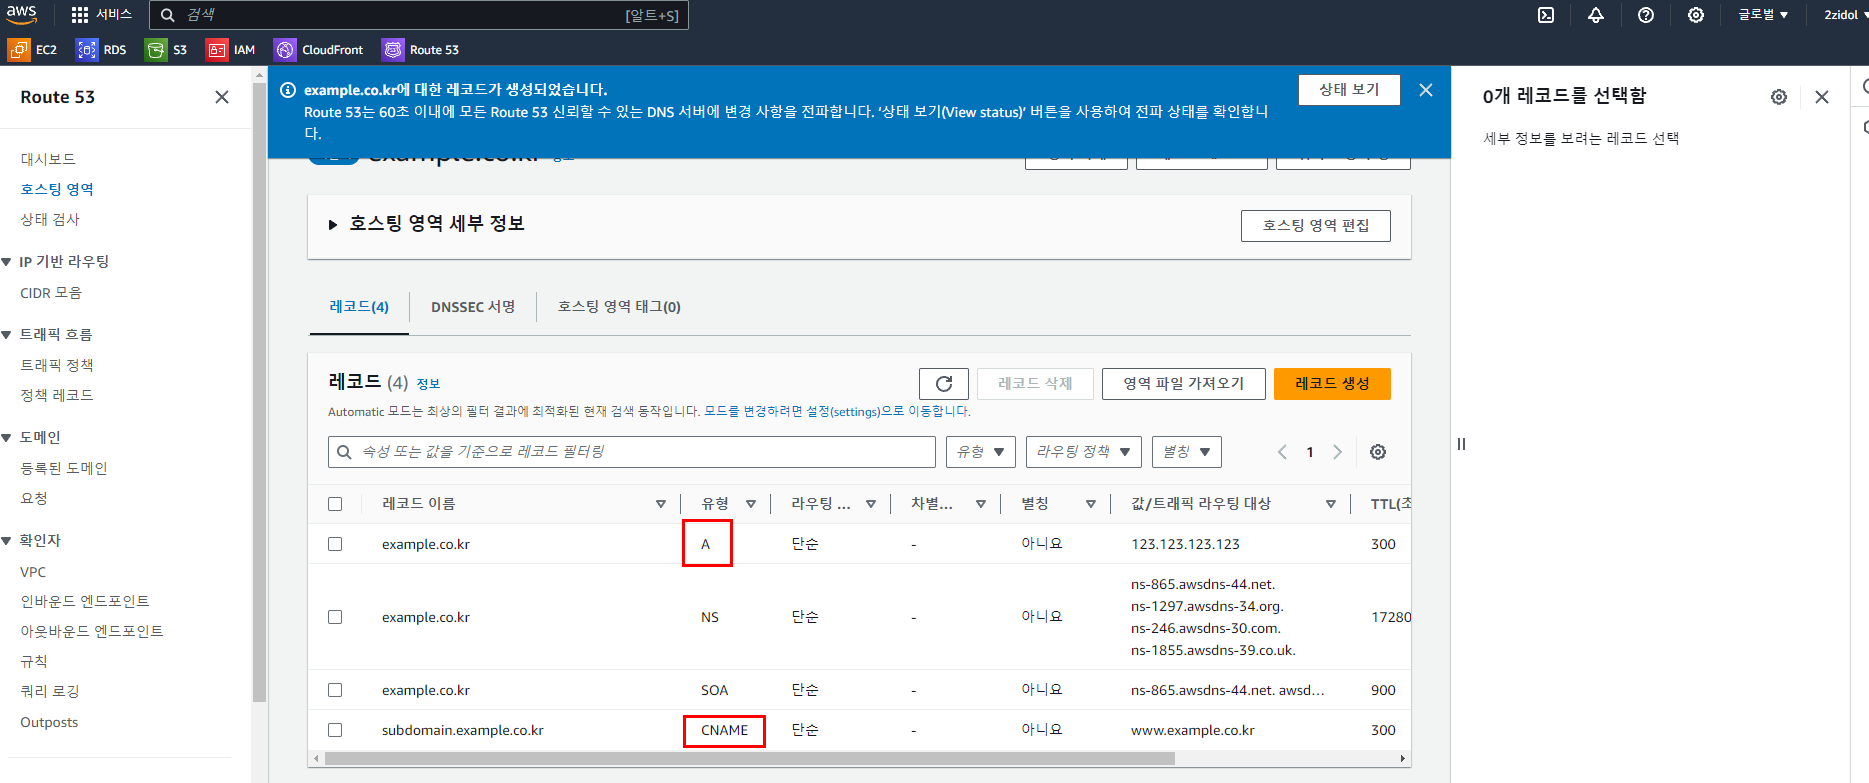 aws
서비스
검색
[알트+S]
글로벌 ▼
2zidol
EC2
RDS
S3
IAM
CloudFront
Route 53
Route 53
대시보드
호스팅 영역
상태 검사
IP 기반 라우팅
CIDR 모음
트래픽 흐름
트래픽 정책
정책 레코드
도메인
등록된 도메인
요청
확인자
VPC
인바운드 엔드포인트
아웃바운드 엔드포인트
규칙
쿼리 로깅
Outposts
example.co.kr에 대한 레코드가 생성되었습니다.
Route 53는 60초 이내에 모든 Route 53 신뢰할 수 있는 DNS 서버에 변경 사항을 전파합니다. ‘상태 보기(View status)’ 버튼을 사용하여 전파 상태를 확인합니
다.
상태 보기
example.co.kr 정보
호스팅 영역 세부 정보
호스팅 영역 편집
레코드(4)
DNSSEC 서명
호스팅 영역 태그(0)
레코드 (4) 정보
레코드 삭제
영역 파일 가져오기
레코드 생성
Automatic 모드는 최상의 필터 결과에 최적화된 현재 검색 동작입니다. 모드를 변경하려면 설정(settings)으로 이동합니다.
속성 또는 값을 기준으로 레코드 필터링
유형
라우팅 정책
별칭
1
레코드 이름 유형 라우팅 ... 차별... 별칭 값/트래픽 라우팅 대상 TTL(초
example.co.kr A 단순 - 아니요 123.123.123.123 300
example.co.kr NS 단순 - 아니요 ns-865.awsdns-44.net. 17280
ns-1297.awsdns-34.org.
ns-246.awsdns-30.com.
ns-1855.awsdns-39.co.uk.
example.co.kr SOA 단순 - 아니요 ns-865.awsdns-44.net. awsd... 900
subdomain.example.co.kr CNAME 단순 - 아니요 www.example.co.kr 300
0개 레코드를 선택함
세부 정보를 보려는 레코드 선택